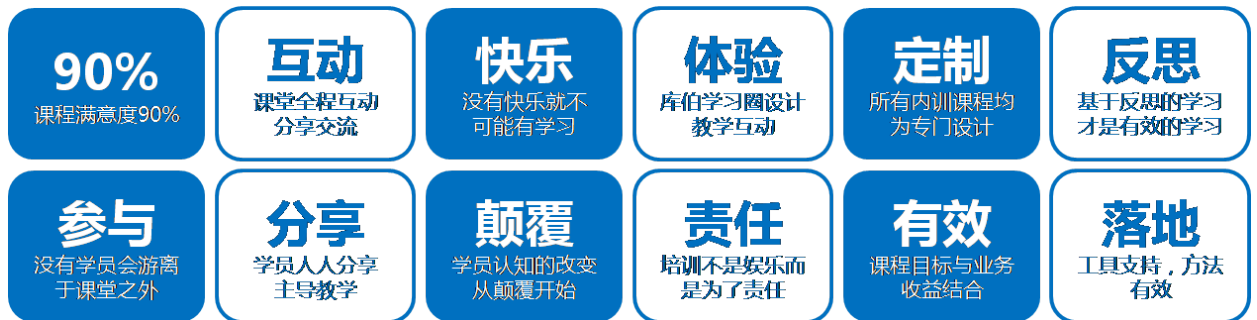 90%
课程满意度90%
互动
课堂全程互动
分享交流
快乐
没有快乐就不
可能有学习
体验
库伯学习圈设计
教学互动
定制
所有内训课程均
为专门设计
反思
基于反思的学习
才是有效的学习
参与
没有学员会游离
于课堂之外
分享
学员人人分享
主导教学
颠覆
学员认知的改变
从颠覆开始
责任
培训不是娱乐而
是为了责任
有效
课程目标与业务
收益结合
落地
工具支持，方法
有效